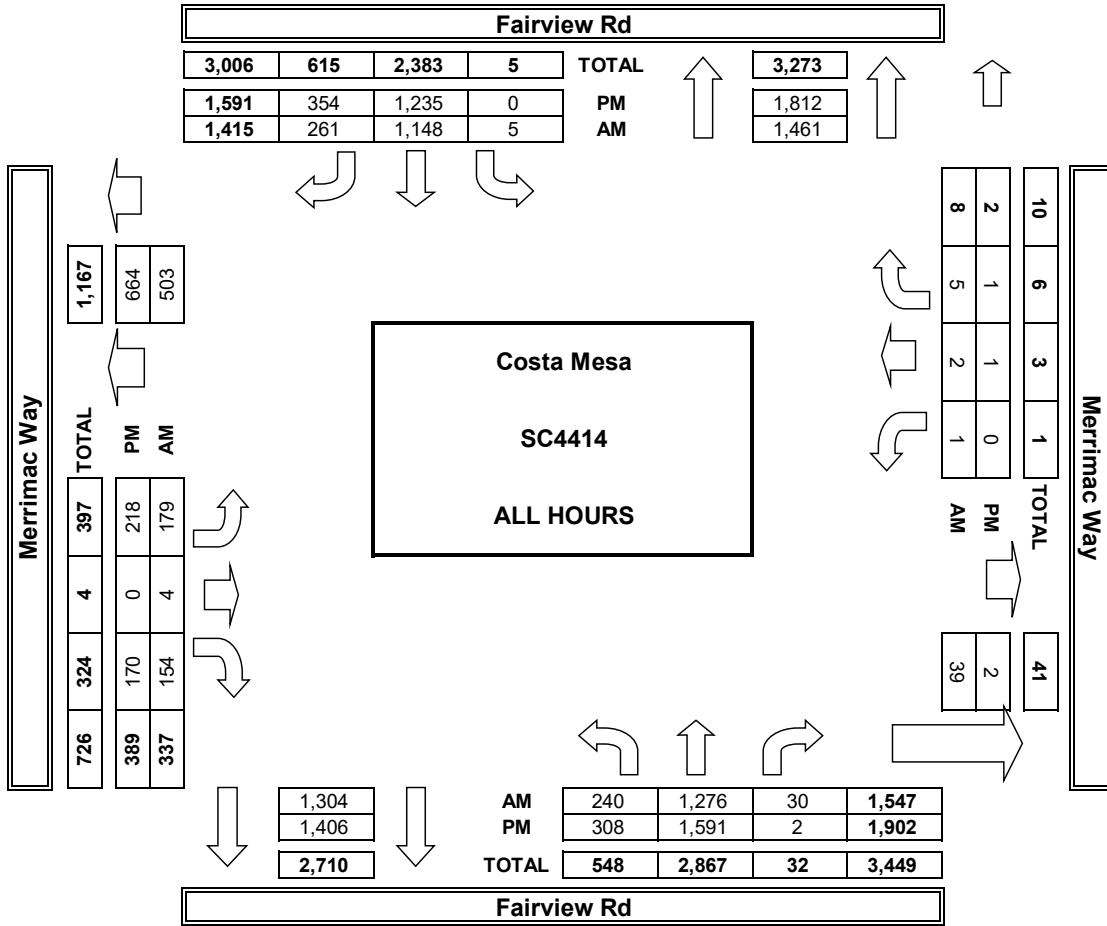 Fairview Rd
3,006 615 2,383 5 TOTAL 3,273
1,591 354 1,235 0 PM 1,812
1,415 261 1,148 5 AM 1,461
Merrimac Way
1,167 664 503
TOTAL PM AM
397 218 179
4 0 4
324 170 154
726 389 337
Costa Mesa
SC4414
ALL HOURS
8 2 10
5 1 6
2 1 3
1 0 1
AM PM TOTAL
39 2 41
Merrimac Way
1,304 AM 240 1,276 30 1,547
1,406 PM 308 1,591 2 1,902
2,710 TOTAL 548 2,867 32 3,449
Fairview Rd